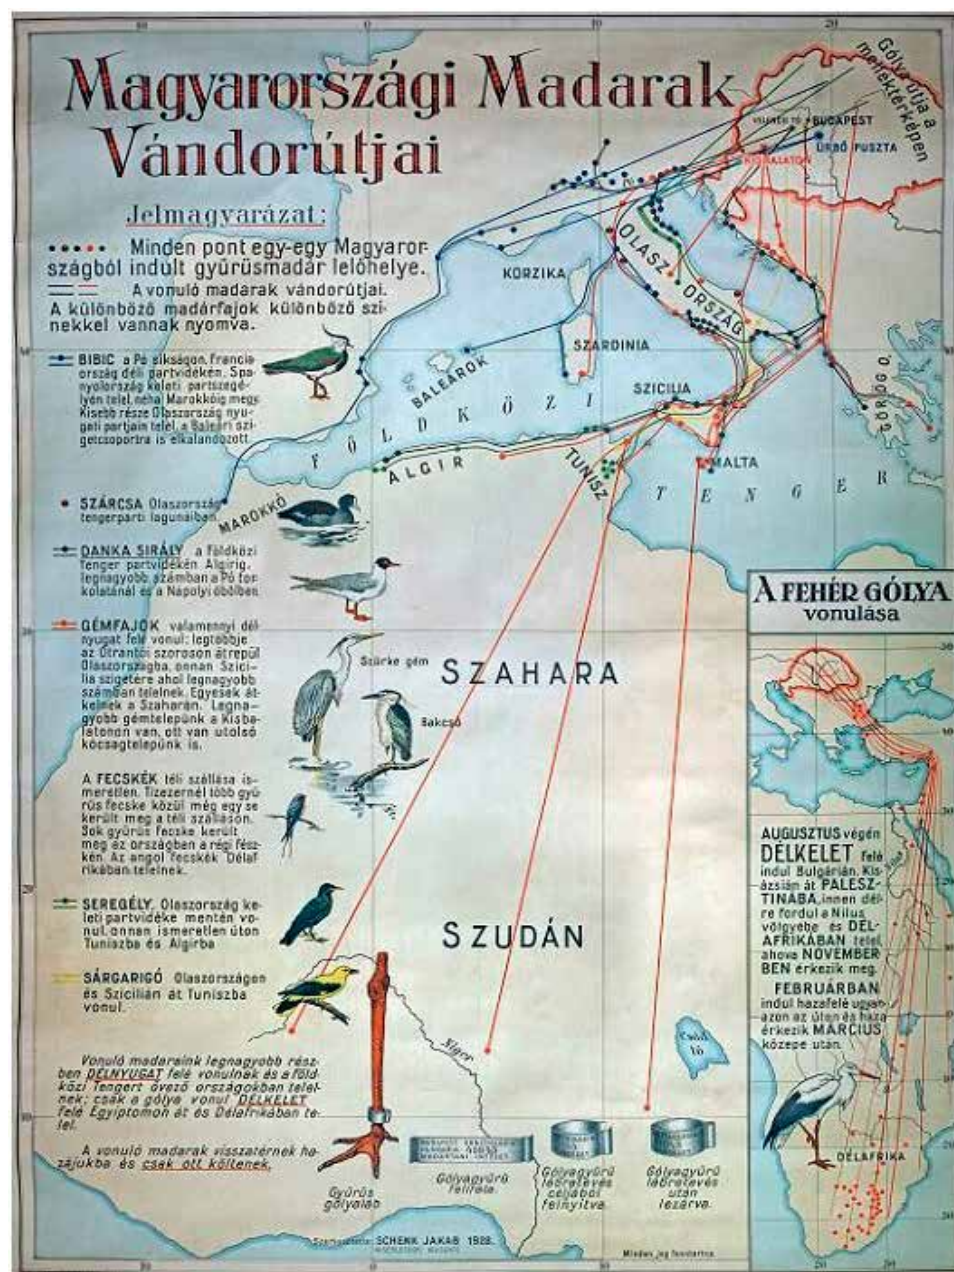 Magyarországi Madarak
Vándorútjai
Jelmagyarázat:
Minden pont egy-egy Magyaror-
szágból indult gyűrűsmadár lelőhelye.
A vonuló madarak vándorútjai.
A különböző madárfajok különböző szí-
nekkel vannak nyomva.
BIBIC a Pó síkságon, Francia
ország déli partvidékén, Spa
nyolország keleti partszegé-
lyén telel, néha Marokkóig megy.
Kisebb része Olaszország nyu-
gati partjain telel, a Baleári szi
getcsoportra is elkalandozott.
SZÁRCSA Olaszország
tengerparti lagunáiban.
DANKA SIRÁLY a Földközi
Tenger partvidékén Algirig,
legnagyobb számban a Pó tor
kolatánál és a Nápolyi öbölben
GÉMFAJOK valamennyi dél
nyugat felé vonul: legtöbbje
az Otrantói szoroson átrepül
Olaszországba, onnan Szicí-
lia szigetére ahol legnagyobb
számban telelnek. Egyesek át-
kelnek a Szaharán. Legna-
gyobb gémtelepünk a Kisba-
latonon van, ott van utolsó
kócsagtelepünk is.
A FECSKÉK téli szállása is-
meretlen. Tízezernél több gyű
rűs fecske közül még egy se
került meg a téli szálláson.
Sok gyűrűs fecske került
meg az országban a régi fész-
kén. Az angol fecskék Délaf
rikában telelnek.
SEREGÉLY. Olaszország ke-
leti partvidéke mentén vo-
nul, onnan ismeretlen úton
Tuniszba és Algirba
SÁRGARIGÓ Olaszországon
és Szicilián át Tuniszba
vonul.
Vonuló madaraink legnagyobb rész-
ben DÉLNYUGAT felé vonulnak és a föld-
közi Tengert övező országokban telel-
nek; csak a gólya vonul DÉLKELET
felé Egyiptomon át és Délafrikában te-
lel.
A vonuló madarak visszatérnek ha-
zájukba és csak ott költenek.
Szürke gém
Bakcsó
Gólya útja a
melléktérképen
BUDAPEST
ÜRBŐ PUSZTA
KISBALATON
OLASZ
ORSZÁG
KORZIKA
SZARDINIA
BALEÁROK
SZICILIA
GÖRÖGO.
FÖLDKÖZI
TENGER
ALGIR
TUNISZ
MALTA
MAROKKÓ
SZAHARA
SZUDÁN
Niger
Csád
tó
A FEHÉR GÓLYA
vonulása
AUGUSZTUS végén
DÉLKELET felé
indul Bulgárián, Kis-
ázsián át PALESZ-
TINÁBA, innen dél-
re fordul a Nílus
völgyébe és DÉL-
AFRIKÁBAN telel,
ahova NOVEMBER
BEN érkezik meg.
FEBRUÁRBAN
indul hazafelé ugyan
azon az úton és haza
érkezik MÁRCIUS
közepe után.
DÉLAFRIKA
Gyűrűs
gólyaláb
Gólyagyűrű
felirata.
Gólyagyűrű
lábratevés
céljából
felnyitva.
Gólyagyűrű
lábratevés
után
lezárva.
SCHENK JAKAB 1928.
Minden jog fenntartva.